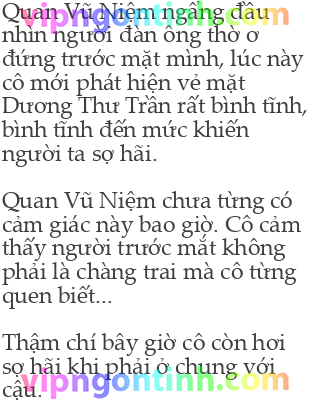 Quan Vũ Niệm ngẩng đầu
nhìn người đàn ông thờ ơ
đứng trước mặt mình, lúc này
cô mới phát hiện vẻ mặt
Dương Thư Trần rất bình tĩnh,
bình tĩnh đến mức khiến
người ta sợ hãi.
Quan Vũ Niệm chưa từng có
cảm giác này bao giờ. Cô cảm
thấy người trước mắt không
phải là chàng trai mà cô từng
quen biết...
Thậm chí bây giờ cô còn hơi
sợ hãi khi phải ở chung với
cậu.
vipngontinh.com
vipngontinh.com